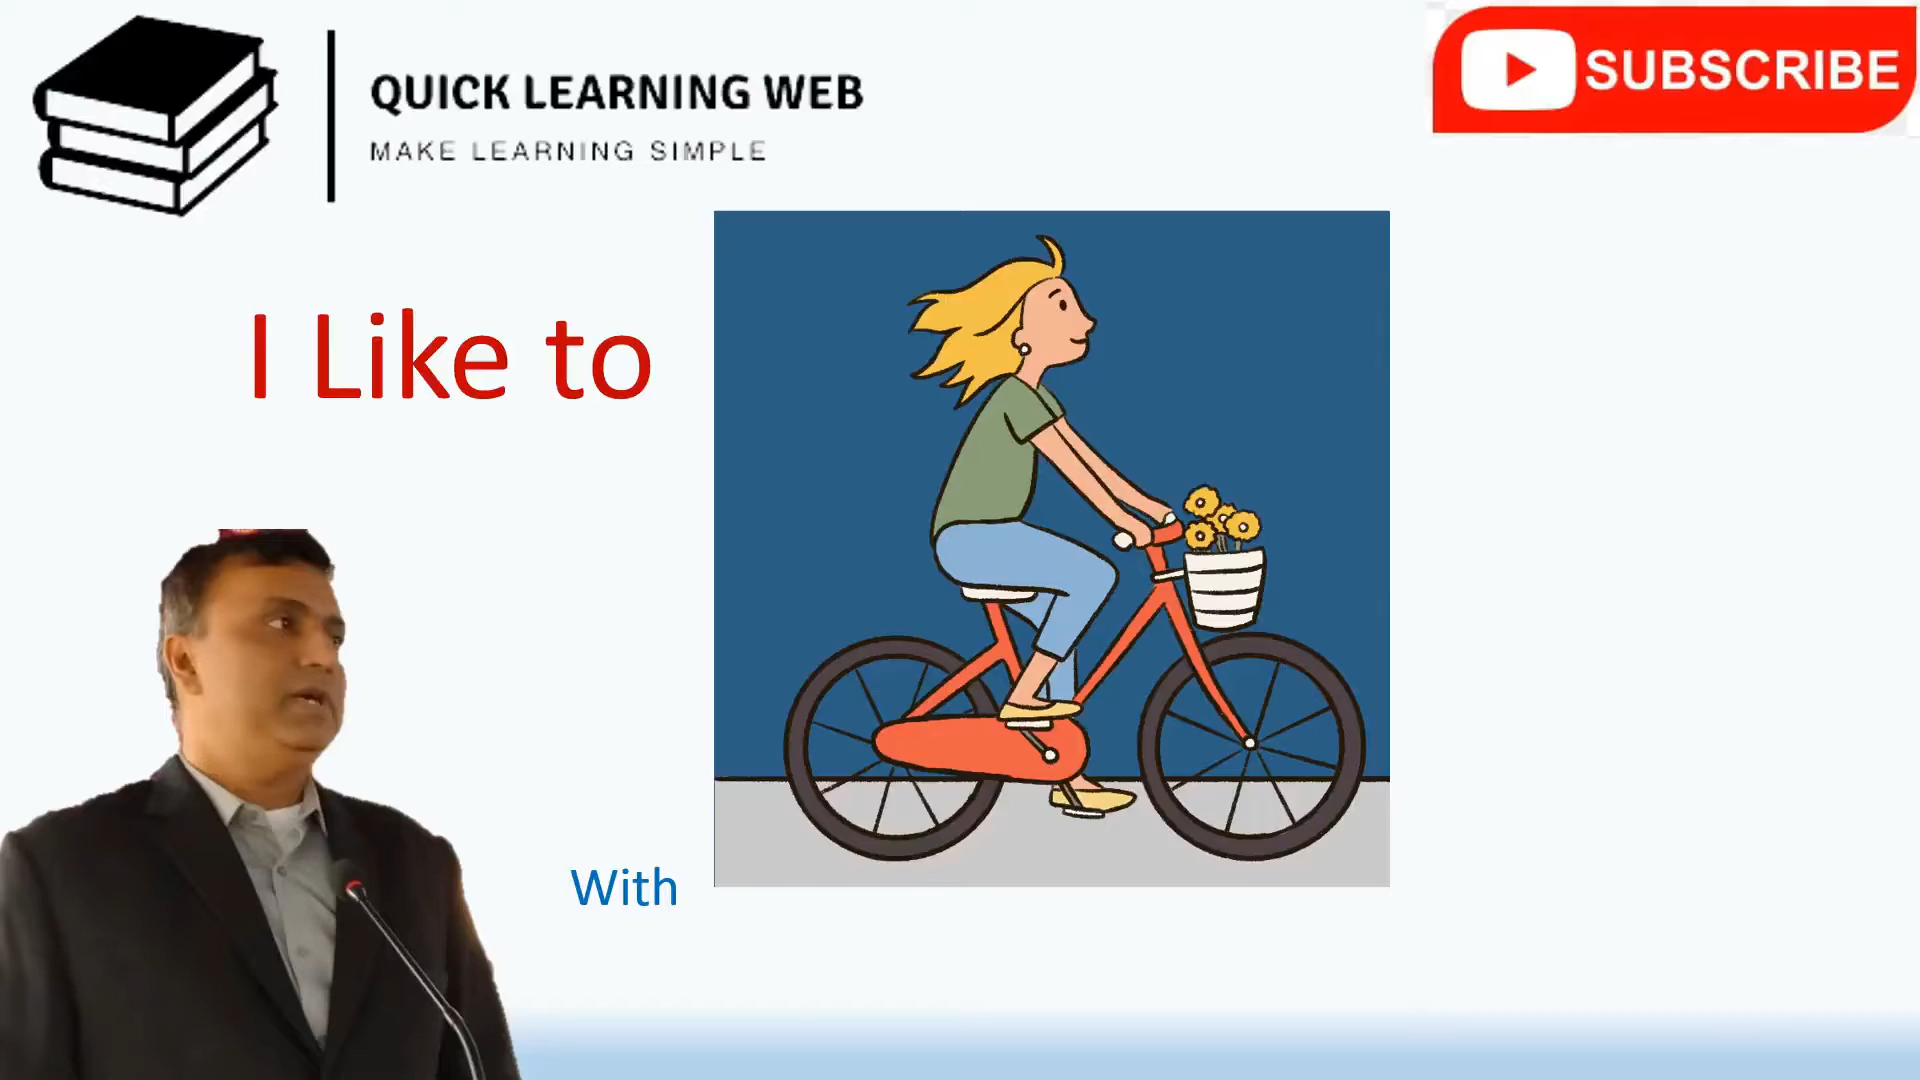 QUICK LEARNING WEB
MAKE LEARNING SIMPLE
SUBSCRIBE
I Like to
With